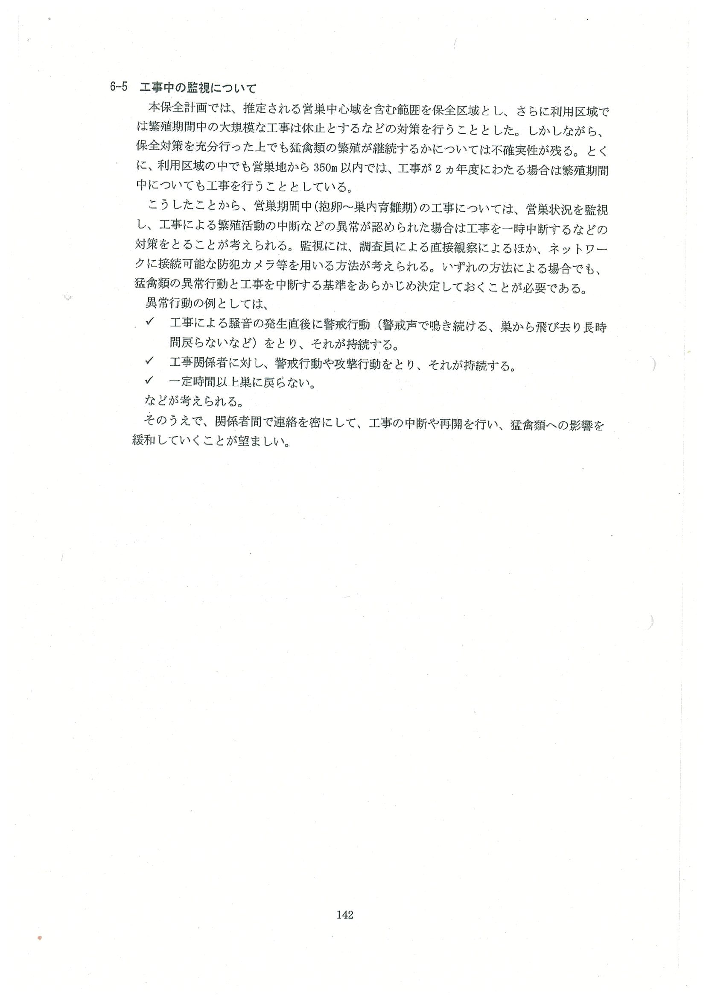 6-5 工事中の監視について
本保全計画では、推定される営巣中心域を含む範囲を保全区域とし、さらに利用区域で
は繁殖期間中の大規模な工事は休止とするなどの対策を行うこととした。しかしながら、
保全対策を充分行った上でも猛禽類の繁殖が継続するかについては不確実性が残る。とく
に、利用区域の中でも営巣地から 350m 以内では、工事が 2 ヵ年度にわたる場合は繁殖期間
中についても工事を行うこととしている。
こうしたことから、営巣期間中(抱卵～巣内育雛期)の工事については、営巣状況を監視
し、工事による繁殖活動の中断などの異常が認められた場合は工事を一時中断するなどの
対策をとることが考えられる。監視には、調査員による直接観察によるほか、ネットワー
クに接続可能な防犯カメラ等を用いる方法が考えられる。いずれの方法による場合でも、
猛禽類の異常行動と工事を中断する基準をあらかじめ決定しておくことが必要である。
異常行動の例としては、
✓ 工事による騒音の発生直後に警戒行動（警戒声で鳴き続ける、巣から飛び去り長時
間戻らないなど）をとり、それが持続する。
✓ 工事関係者に対し、警戒行動や攻撃行動をとり、それが持続する。
✓ 一定時間以上巣に戻らない。
などが考えられる。
そのうえで、関係者間で連絡を密にして、工事の中断や再開を行い、猛禽類への影響を
緩和していくことが望ましい。
142